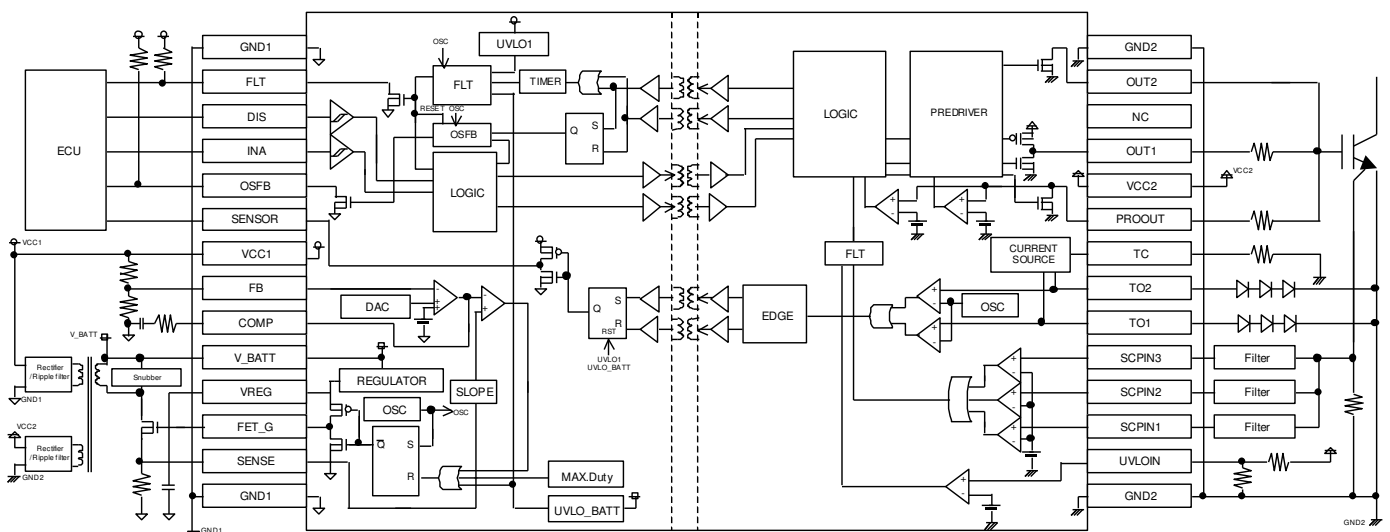 GND1
FLT
DIS
INA
OSFB
SENSOR
VCC1
FB
COMP
V_BATT
VREG
FET_G
SENSE
GND1
ECU
VCC1
V_BATT
Rectifier
/Ripple filter
Snubber
GND1
VCC2
Rectifier
/Ripple filter
GND2
GND1
OSC
UVLO1
FLT
TIMER
RESET OSC
OSFB
LOGIC
Q
S
R
DAC
REGULATOR
SLOPE
OSC
OSC
Q
S
R
MAX.Duty
UVLO_BATT
Q
S
R
RST
UVLO1
UVLO_BATT
LOGIC
PREDRIVER
FLT
CURRENT
SOURCE
OSC
EDGE
GND2
OUT2
NC
OUT1
VCC2
PROOUT
TC
TO2
TO1
SCPIN3
SCPIN2
SCPIN1
UVLOIN
GND2
VCC2
Filter
Filter
Filter
GND2